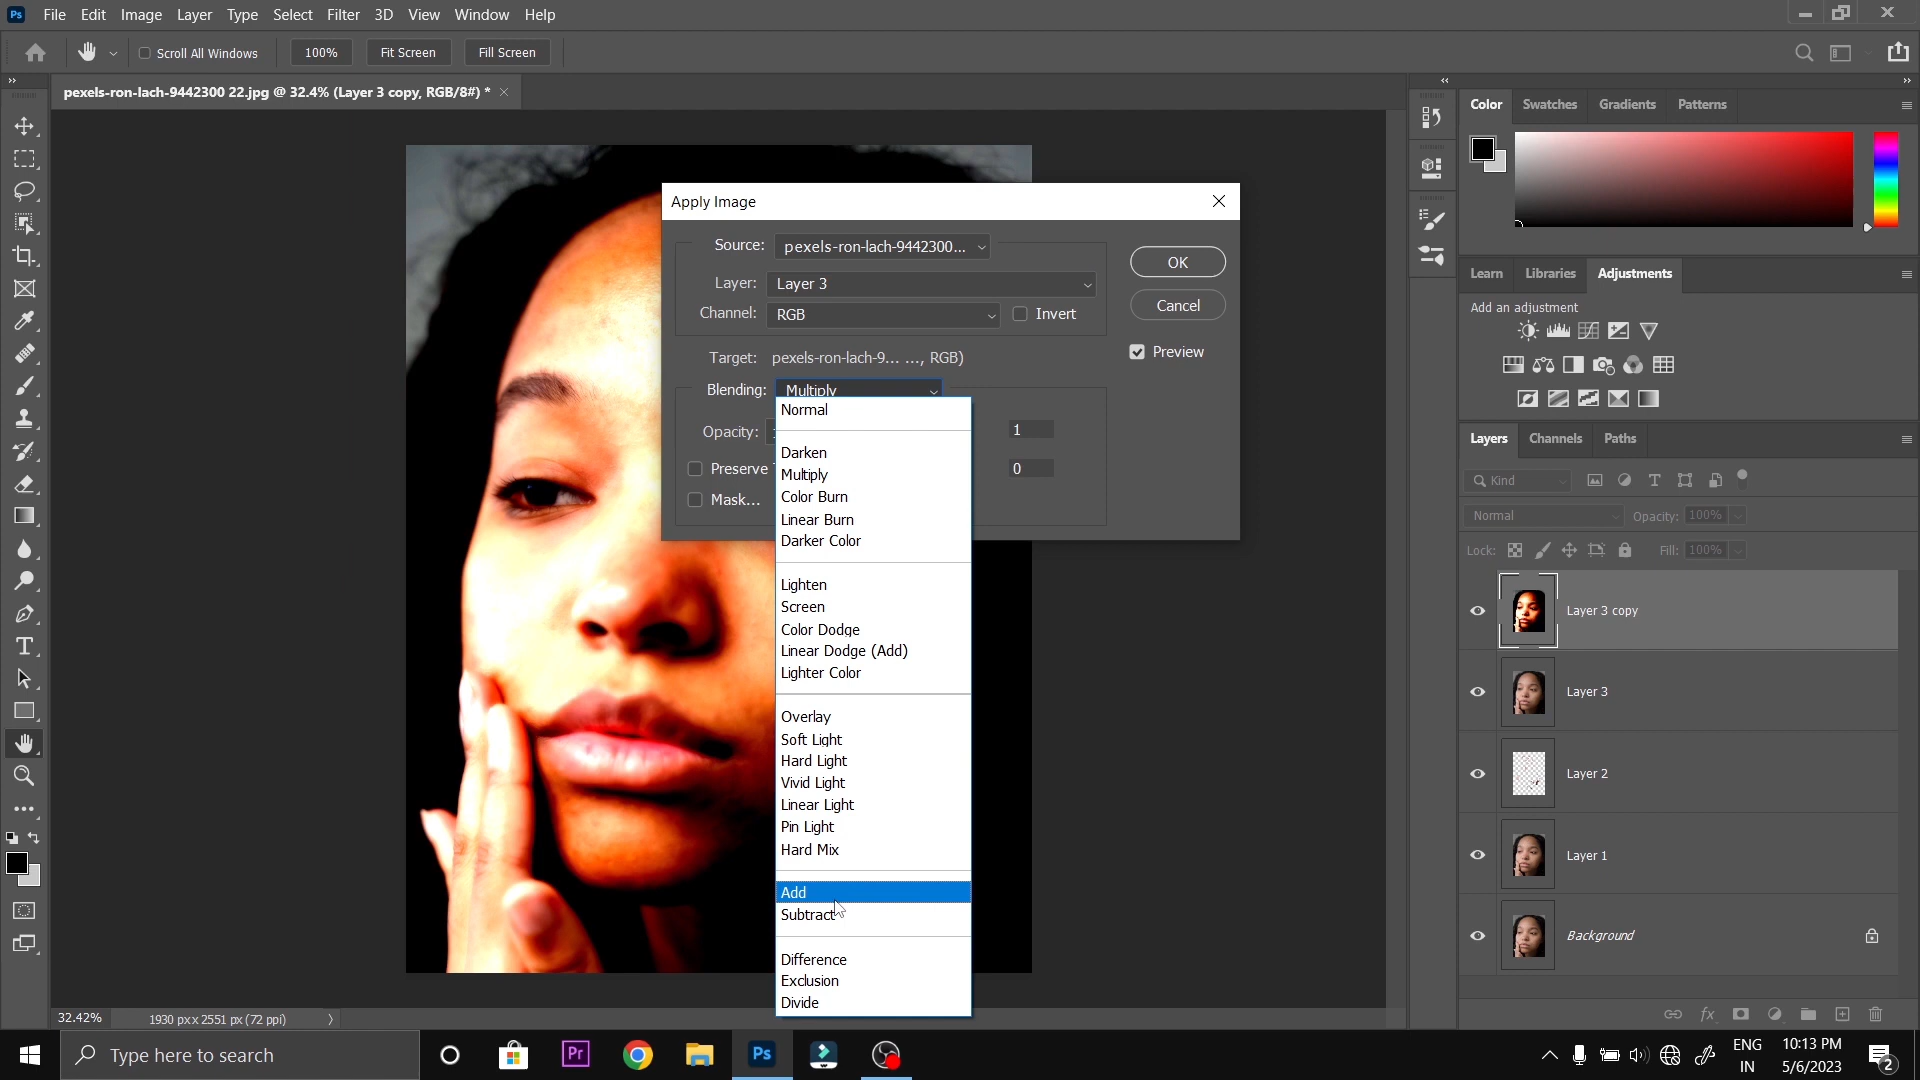 Ps File Edit Image Layer Type Select Filter 3D View Window Help
Scroll All Windows 100% Fit Screen Fill Screen
pexels-ron-lach-9442300 22.jpg @ 32.4% (Layer 3 copy, RGB/8#) *
Color Swatches Gradients Patterns
Apply Image
Source: pexels-ron-lach-9442300...
OK
Layer: Layer 3
Cancel
Channel: RGB Invert
Target: pexels-ron-lach-9... ..., RGB)
Preview
Blending: Multiply
Opacity:
1
Preserve
0
Mask...
Normal
Darken
Multiply
Color Burn
Linear Burn
Darker Color
Lighten
Screen
Color Dodge
Linear Dodge (Add)
Lighter Color
Overlay
Soft Light
Hard Light
Vivid Light
Linear Light
Pin Light
Hard Mix
Add
Subtract
Difference
Exclusion
Divide
Learn Libraries Adjustments
Add an adjustment
Layers Channels Paths
Kind
Normal Opacity: 100%
Lock: Fill: 100%
Layer 3 copy
Layer 3
Layer 2
Layer 1
Background
32.42% 1930 px x 2551 px (72 ppi)
Type here to search
Pr
Ps
ENG
IN
10:13 PM
5/6/2023
2